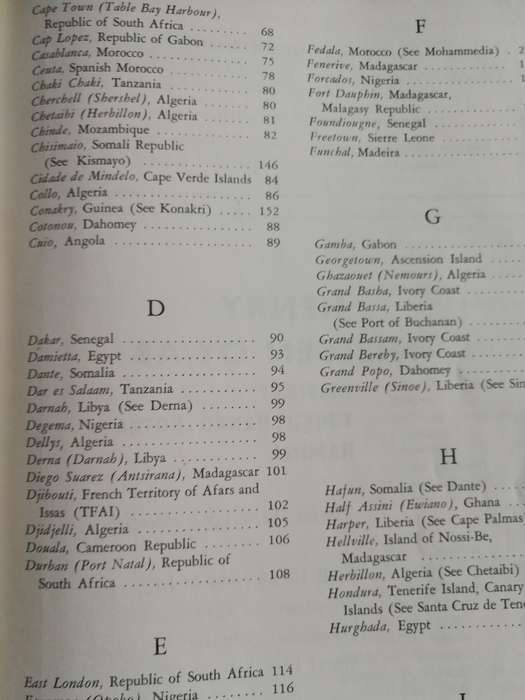 Cape Town (Table Bay Harbour),
Republic of South Africa ......... 68
Cap Lopez, Republic of Gabon ...... 72
Casablanca, Morocco ............... 75
Ceuta, Spanish Morocco ............ 78
Chaki Chaki, Tanzania ............. 80
Cherchell (Shershel), Algeria ..... 80
Chetaibi (Herbillon), Algeria ..... 81
Chinde, Mozambique ................ 82
Chisimaio, Somali Republic
(See Kismayo) ................ 146
Cidade de Mindelo, Cape Verde Islands 84
Collo, Algeria .................... 86
Conakry, Guinea (See Konakri) ..... 152
Cotonou, Dahomey .................. 88
Cuio, Angola ...................... 89
D
Dakar, Senegal .................... 90
Damietta, Egypt ................... 93
Dante, Somalia .................... 94
Dar es Salaam, Tanzania ........... 95
Darnah, Libya (See Derna) ......... 99
Degema, Nigeria ................... 98
Dellys, Algeria ................... 98
Derna (Darnah), Libya ............. 99
Diego Suarez (Antsirana), Madagascar 101
Djibouti, French Territory of Afars and
Issas (TFAI) ................. 102
Djidjelli, Algeria ................ 105
Douala, Cameroon Republic ........ 106
Durban (Port Natal), Republic of
South Africa .................. 108
E
East London, Republic of South Africa 114
Nigeria ........ 116
F
Fedala, Morocco (See Mohammedia) .
Fenerive, Madagascar ..............
Forcados, Nigeria .................
Fort Dauphin, Madagascar,
Malagasy Republic ............
Foundiougne, Senegal ..............
Freetown, Sierre Leone ............
Funchal, Madeira ..................
G
Gamba, Gabon ......................
Georgetown, Ascension Island .....
Ghazaouet (Nemours), Algeria .....
Grand Basha, Ivory Coast ..........
Grand Bassa, Liberia
(See Port of Buchanan) ........
Grand Bassam, Ivory Coast .......
Grand Bereby, Ivory Coast ........
Grand Popo, Dahomey ..............
Greenville (Sinoe), Liberia (See Sin
H
Hafun, Somalia (See Dante) .......
Half Assini (Ewiano), Ghana .....
Harper, Liberia (See Cape Palmas)
Hellville, Island of Nossi-Be,
Madagascar ...................
Herbillon, Algeria (See Chetaibi)
Hondura, Tenerife Island, Canary
Islands (See Santa Cruz de Ten
Hurghada, Egypt ..................